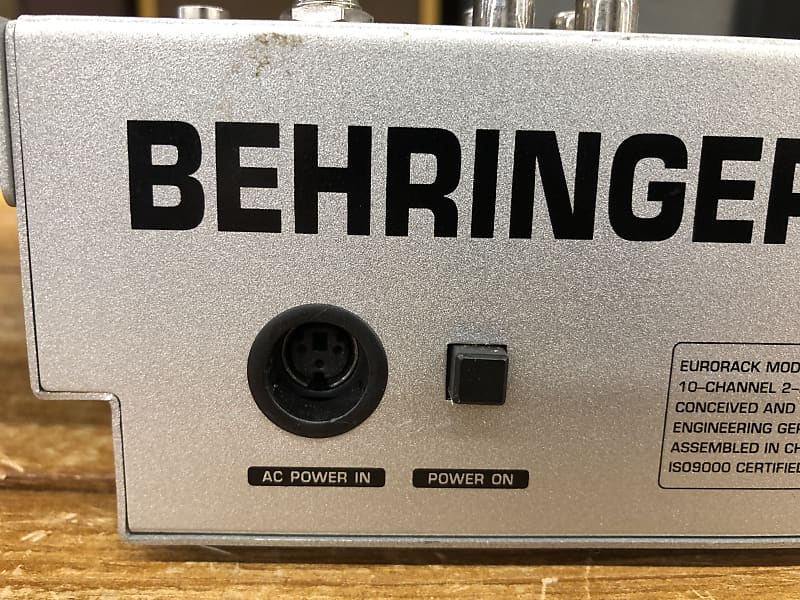 BEHRINGER
AC POWER IN
POWER ON
EURORACK MOD
10-CHANNEL 2-
CONCEIVED AND
ENGINEERING GER
ASSEMBLED IN CH
ISO9000 CERTIFIED